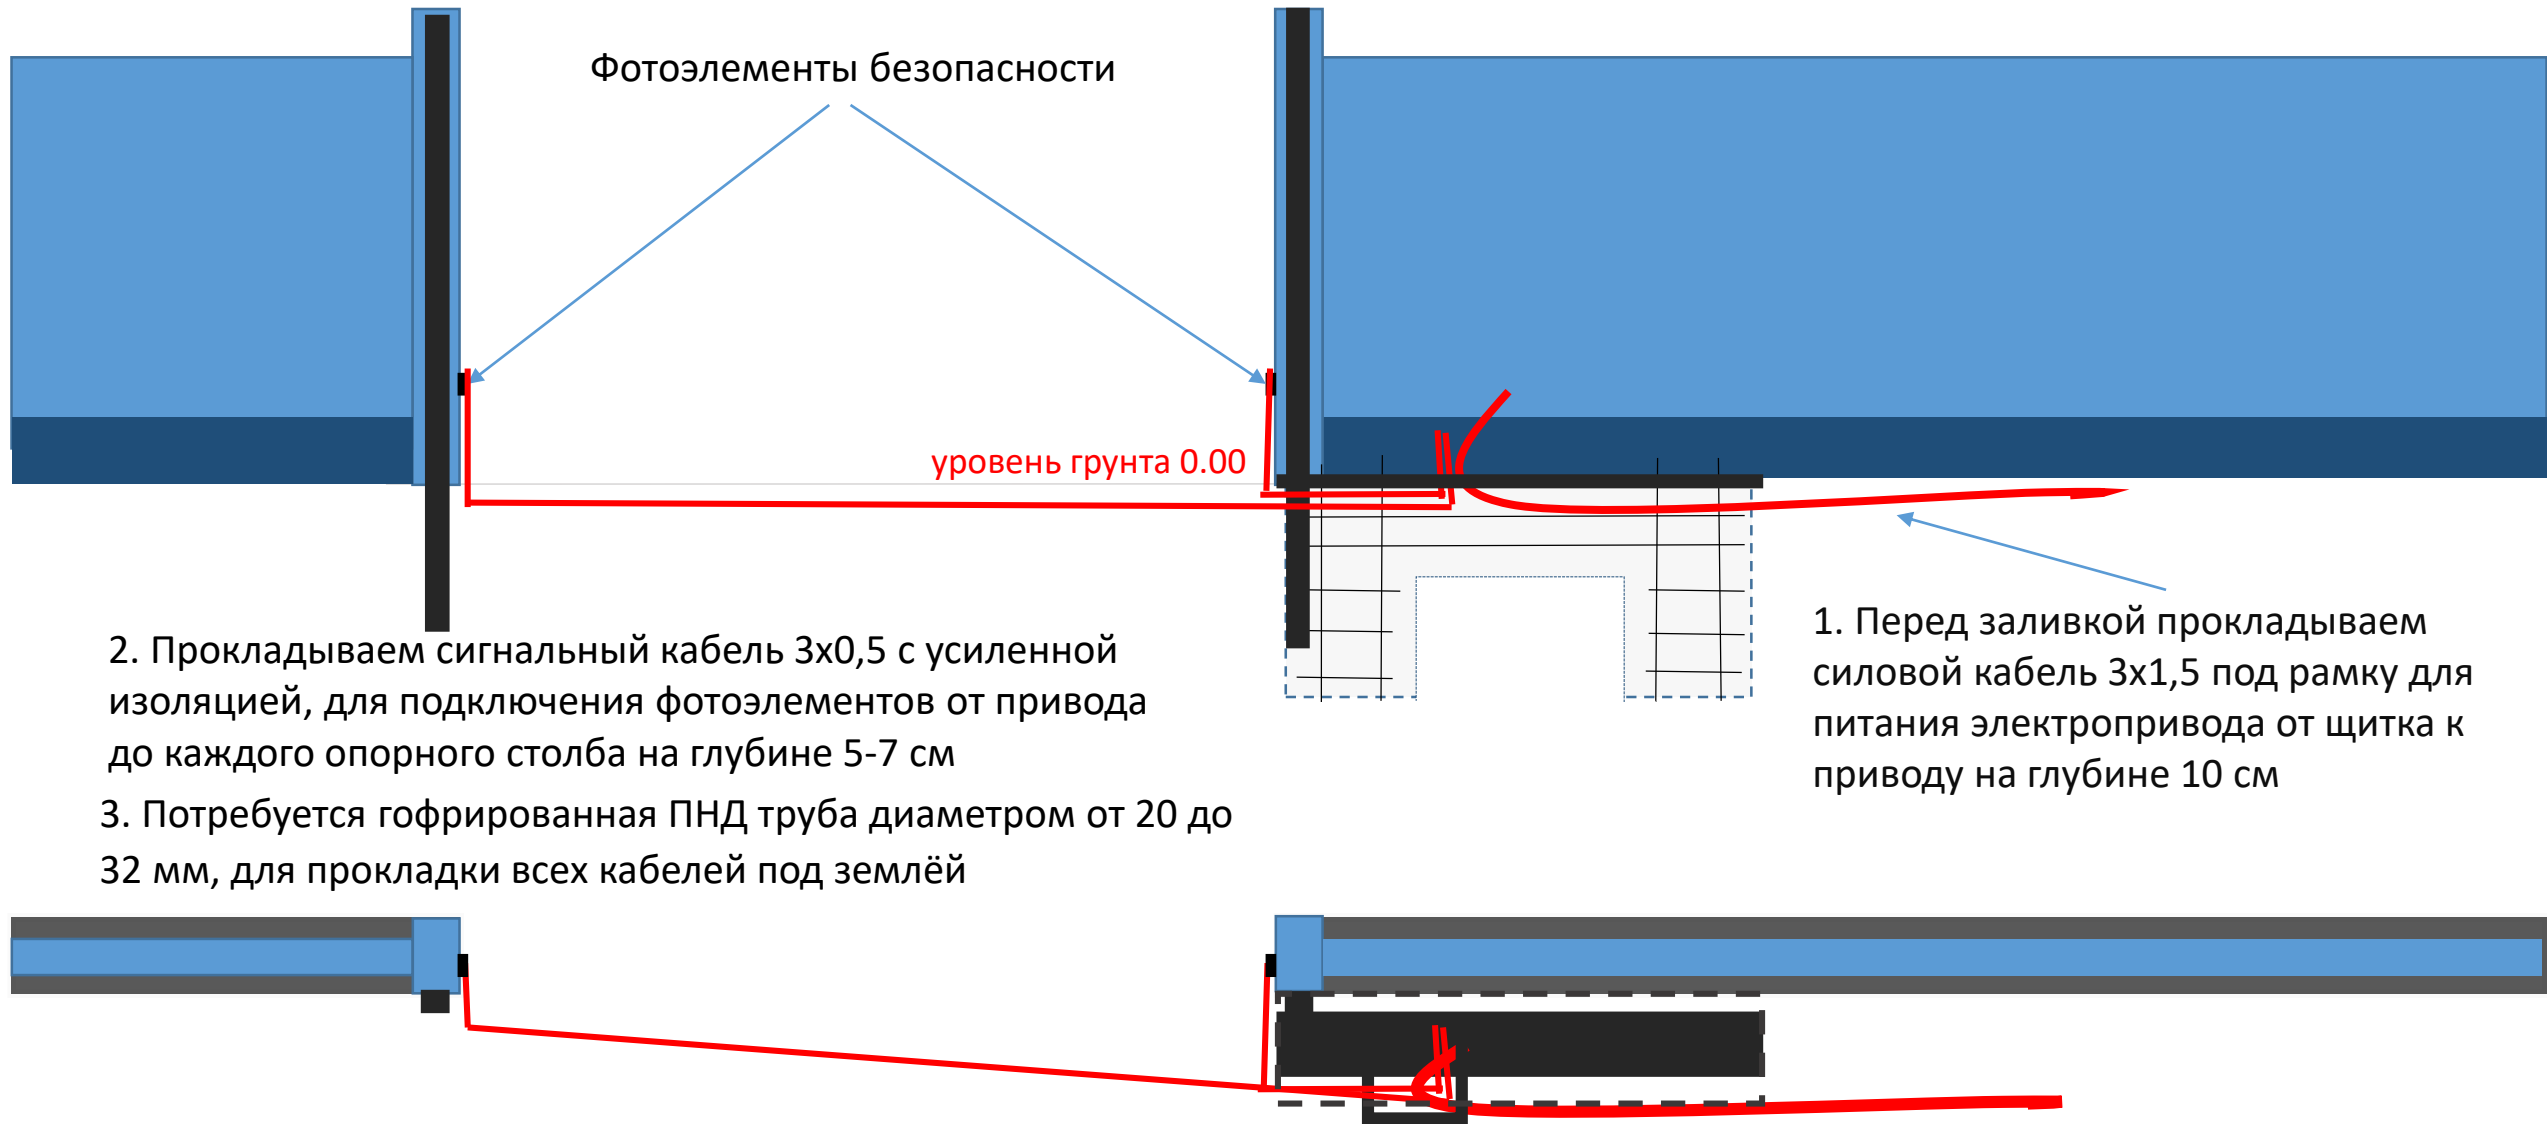 Фотоэлементы безопасности
уровень грунта 0.00
2. Прокладываем сигнальный кабель 3х0,5 с усиленной
изоляцией, для подключения фотоэлементов от привода
до каждого опорного столба на глубине 5-7 см
3. Потребуется гофрированная ПНД труба диаметром от 20 до
32 мм, для прокладки всех кабелей под землёй
1. Перед заливкой прокладываем
силовой кабель 3х1,5 под рамку для
питания электропривода от щитка к
приводу на глубине 10 см